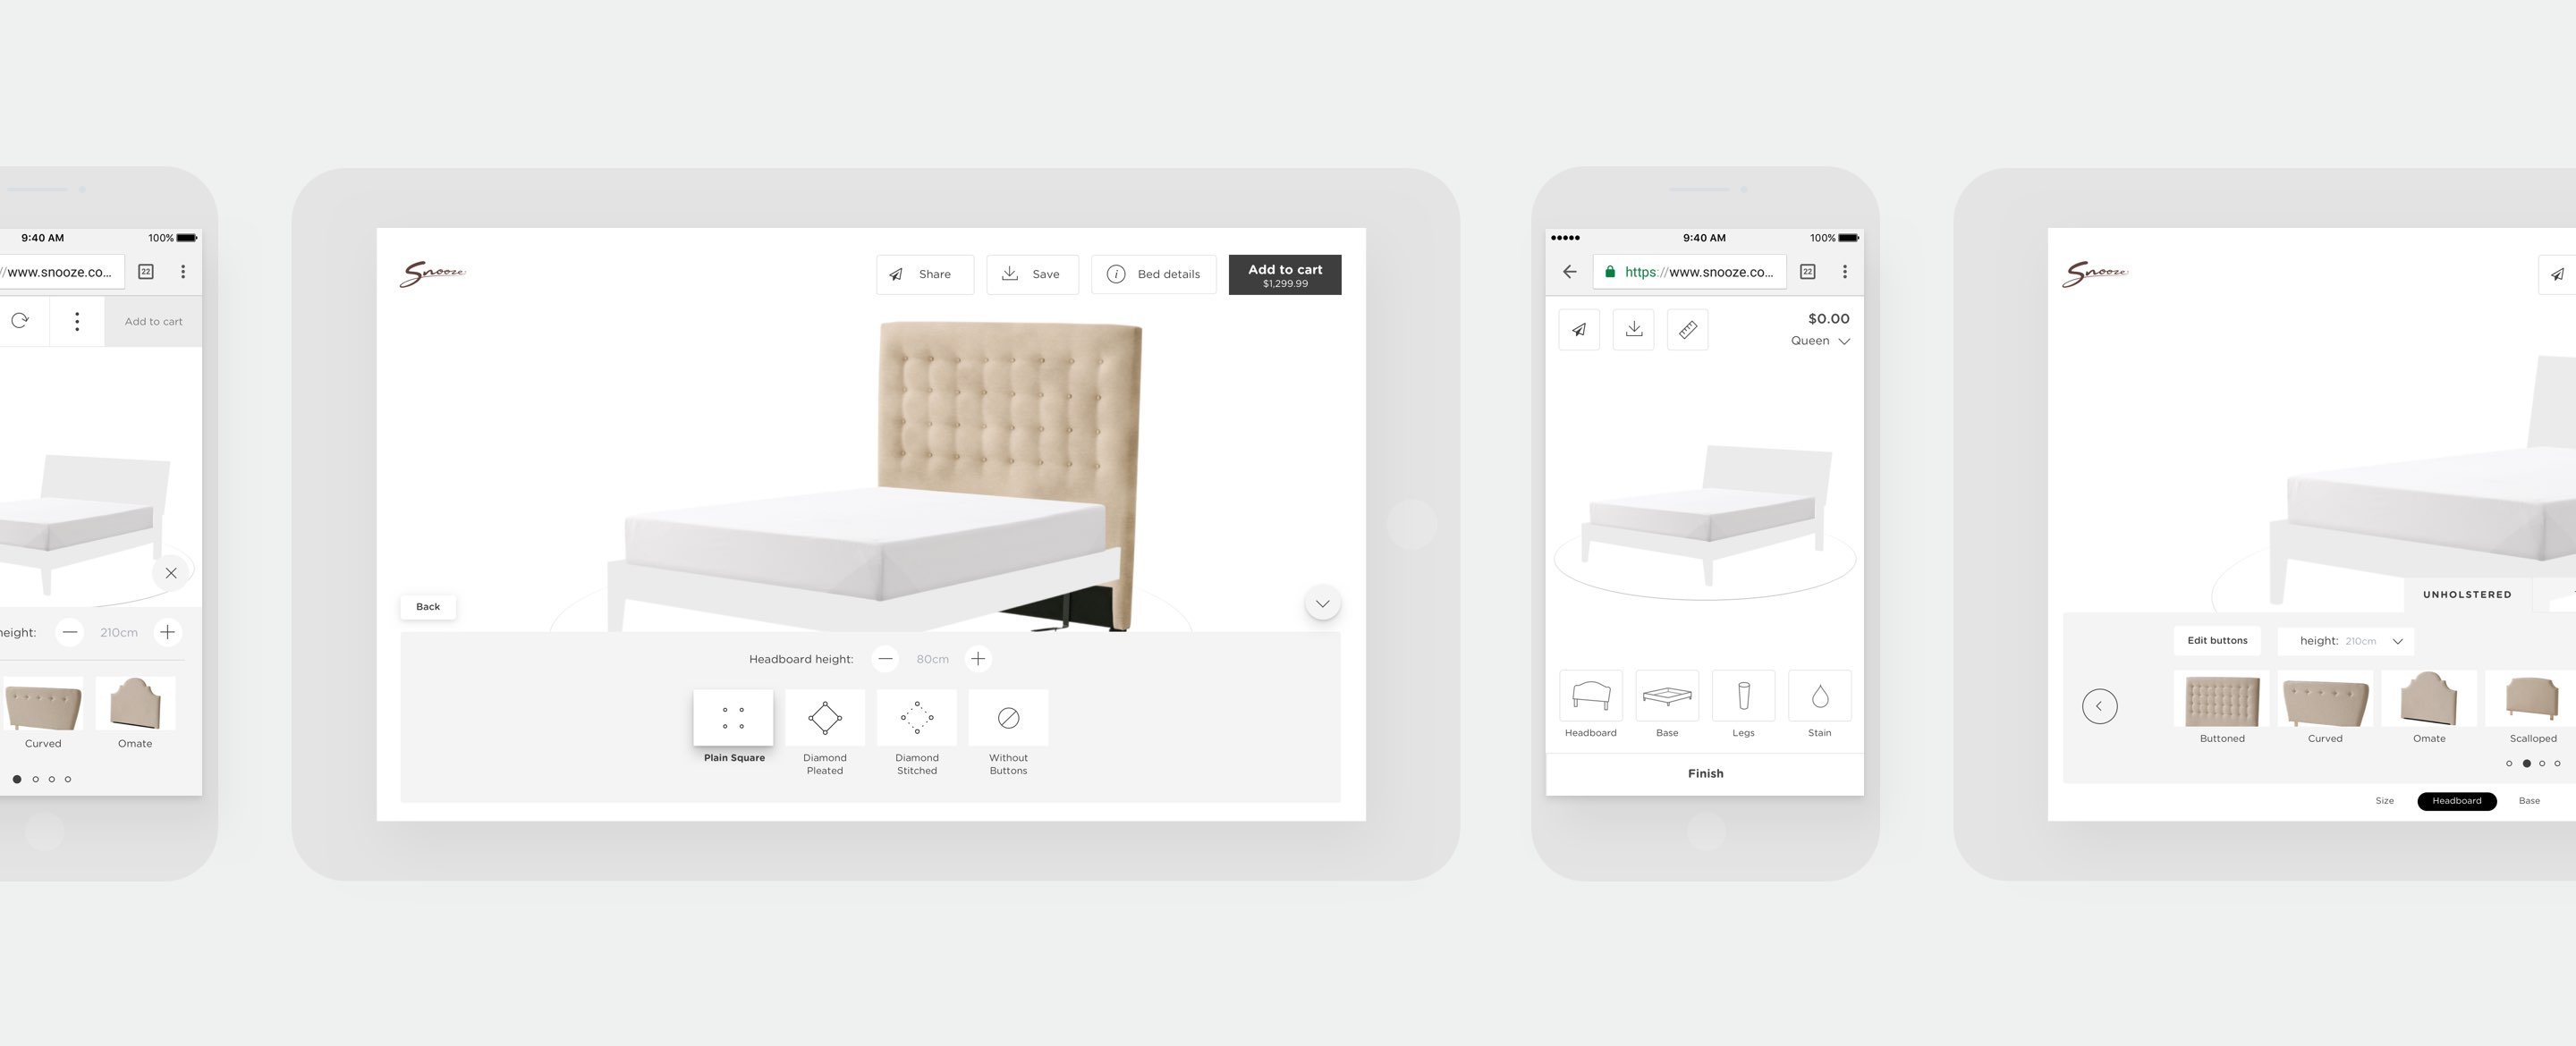 9:40 AM
100%
//www.snooze.co...
22
Add to cart
height:
210cm
Curved
Omate
Snooze
Share
Save
Bed details
Add to cart
$1,299.99
Back
Headboard height:
80cm
Plain Square
Diamond
Pleated
Diamond
Stitched
Without
Buttons
9:40 AM
100%
https://www.snooze.co...
22
$0.00
Queen
Headboard
Base
Legs
Stain
Finish
Snooze
UNHOLSTERED
Edit buttons
height: 210cm
Buttoned
Curved
Omate
Scalloped
Size
Headboard
Base